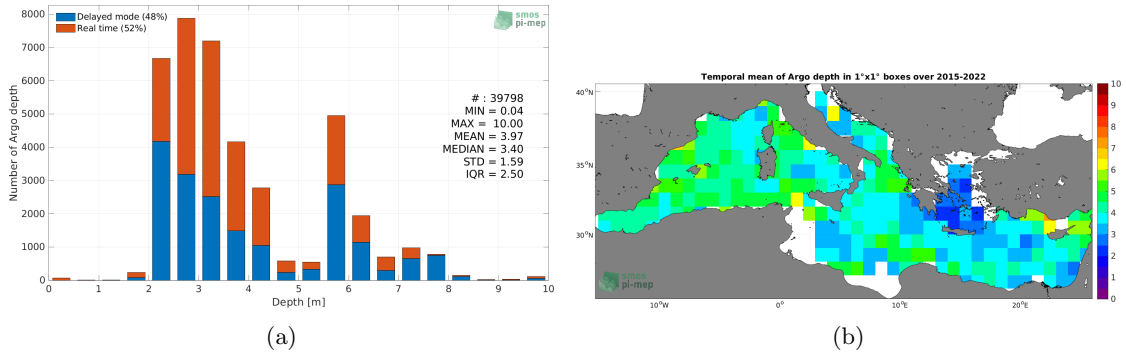 Delayed mode (48%)
Real time (52%)
smos
pi-mep
8000
7000
6000
5000
4000
3000
2000
1000
0
Number of Argo depth
# : 39798
MIN = 0.04
MAX = 10.00
MEAN = 3.97
MEDIAN = 3.40
STD = 1.59
IQR = 2.50
0 1 2 3 4 5 6 7 8 9 10
Depth [m]
(a)
Temporal mean of Argo depth in 1°x1° boxes over 2015-2022
40°N
35°N
30°N
10°W 0° 10°E 20°E
smos
pi-mep
10
9
8
7
6
5
4
3
2
1
0
(b)